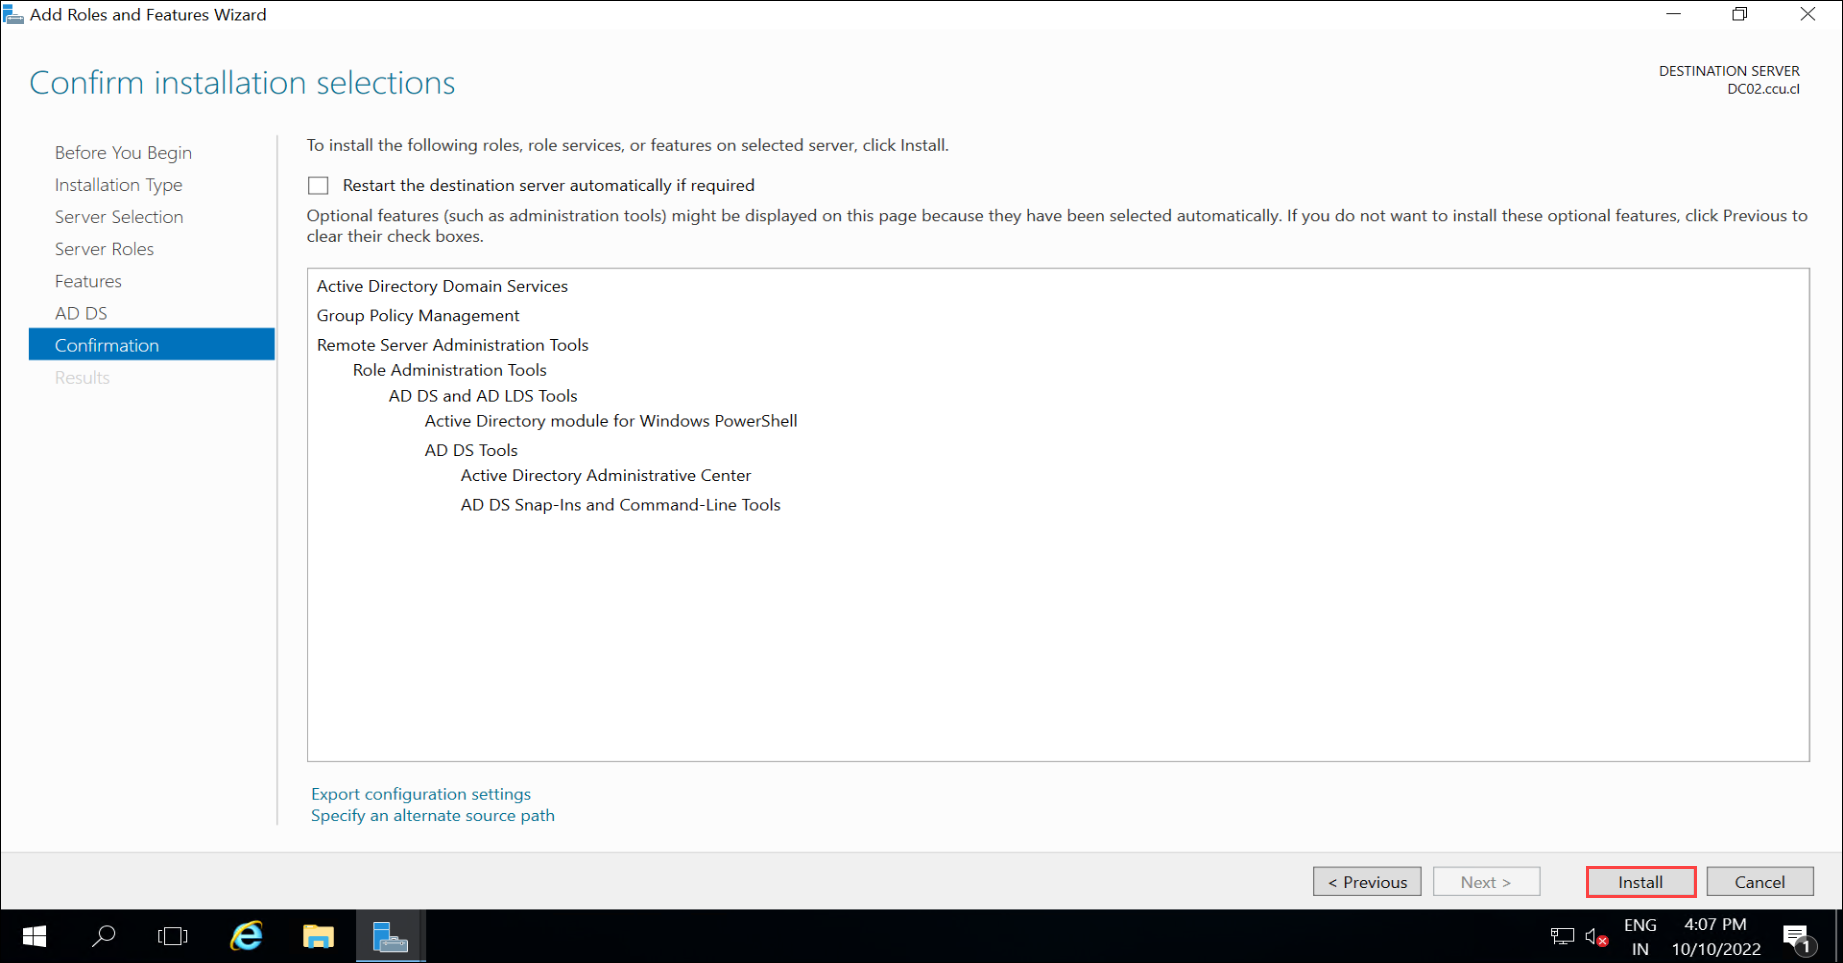 Add Roles and Features Wizard
Confirm installation selections
DESTINATION SERVER
DC02.ccu.cl
Before You Begin
Installation Type
Server Selection
Server Roles
Features
AD DS
Confirmation
Results
To install the following roles, role services, or features on selected server, click Install.
Restart the destination server automatically if required
Optional features (such as administration tools) might be displayed on this page because they have been selected automatically. If you do not want to install these optional features, click Previous to
clear their check boxes.
Active Directory Domain Services
Group Policy Management
Remote Server Administration Tools
Role Administration Tools
AD DS and AD LDS Tools
Active Directory module for Windows PowerShell
AD DS Tools
Active Directory Administrative Center
AD DS Snap-Ins and Command-Line Tools
Export configuration settings
Specify an alternate source path
< Previous
Next >
Install
Cancel
ENG
IN
4:07 PM
10/10/2022
1